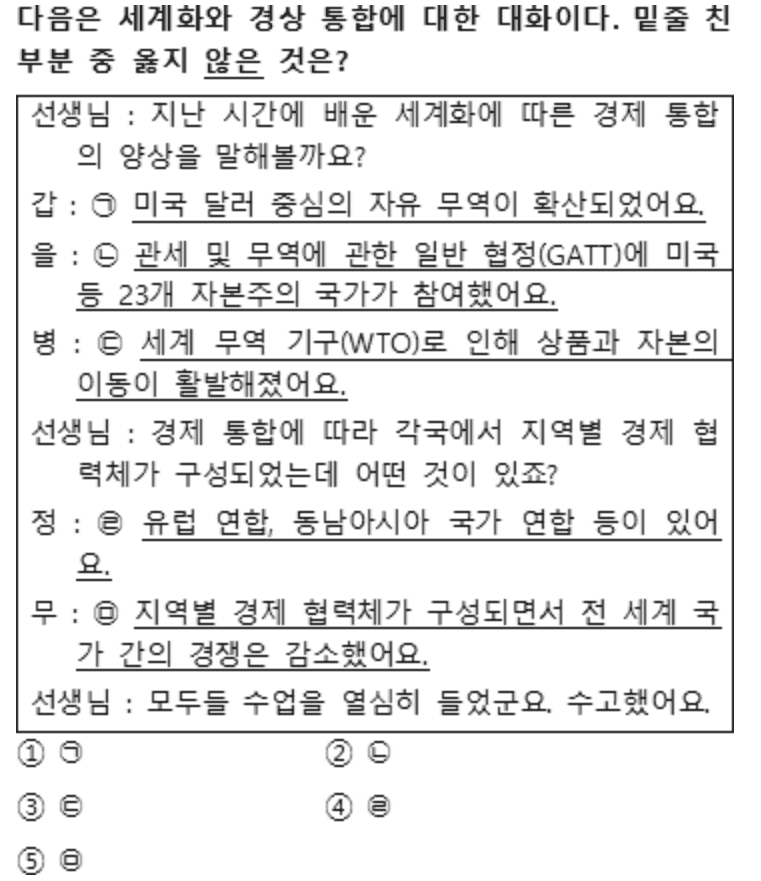 다음은 세계화와 경상 통합에 대한 대화이다. 밑줄 친
부분 중 옳지 않은 것은?
선생님 : 지난 시간에 배운 세계화에 따른 경제 통합
의 양상을 말해볼까요?
갑 : ㉠ 미국 달러 중심의 자유 무역이 확산되었어요.
을 : ㉡ 관세 및 무역에 관한 일반 협정(GATT)에 미국
등 23개 자본주의 국가가 참여했어요.
병 : ㉢ 세계 무역 기구(WTO)로 인해 상품과 자본의
이동이 활발해졌어요.
선생님 : 경제 통합에 따라 각국에서 지역별 경제 협
력체가 구성되었는데 어떤 것이 있죠?
정 : ㉣ 유럽 연합, 동남아시아 국가 연합 등이 있어
요.
무 : ㉤ 지역별 경제 협력체가 구성되면서 전 세계 국
가 간의 경쟁은 감소했어요.
선생님 : 모두들 수업을 열심히 들었군요. 수고했어요.
① ㉠ ② ㉡
③ ㉢ ④ ㉣
⑤ ㉤